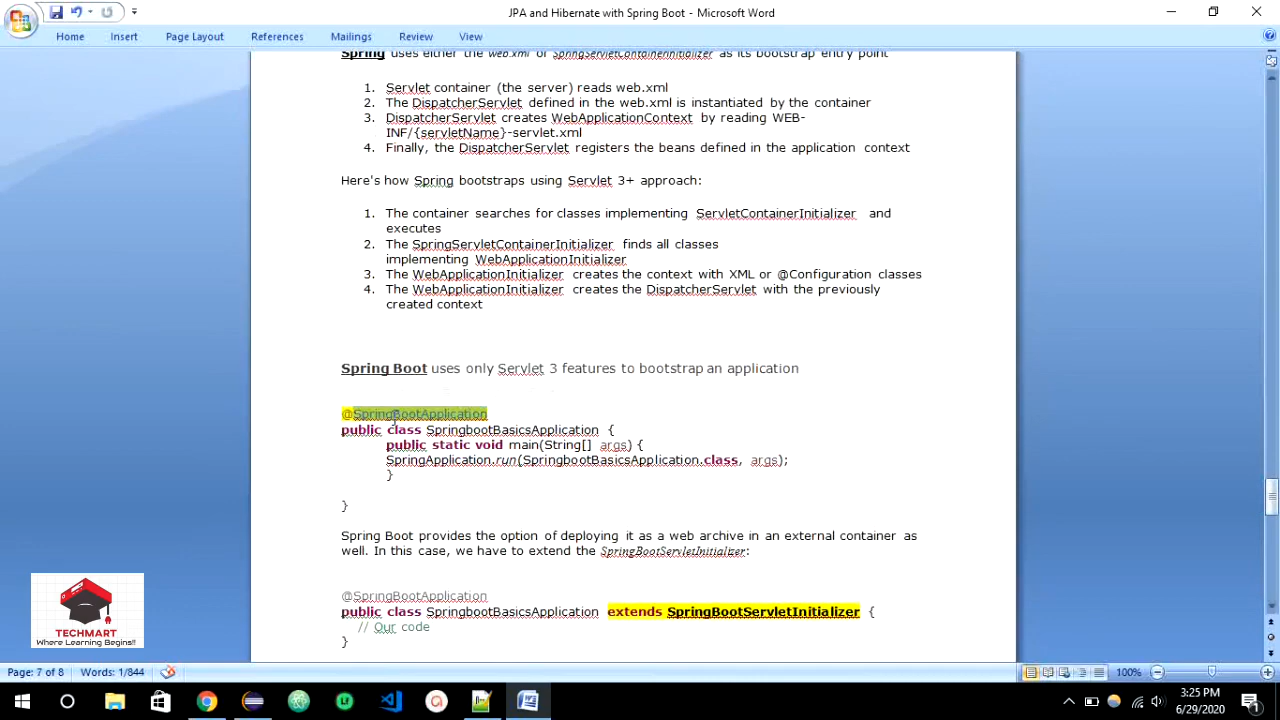 JPA and Hibernate with Spring Boot - Microsoft Word
Home Insert Page Layout References Mailings Review View
Spring uses either the web.xml or SpringServletContainerInitializer as its bootstrap entry point
1. Servlet container (the server) reads web.xml
2. The DispatcherServlet defined in the web.xml is instantiated by the container
3. DispatcherServlet creates WebApplicationContext by reading WEB-
INF/{servletName}-servlet.xml
4. Finally, the DispatcherServlet registers the beans defined in the application context
Here's how Spring bootstraps using Servlet 3+ approach:
1. The container searches for classes implementing ServletContainerInitializer and
executes
2. The SpringServletContainerInitializer finds all classes
implementing WebApplicationInitializer
3. The WebApplicationInitializer creates the context with XML or @Configuration classes
4. The WebApplicationInitializer creates the DispatcherServlet with the previously
created context
Spring Boot uses only Servlet 3 features to bootstrap an application
@SpringBootApplication
public class SpringbootBasicsApplication {
public static void main(String[] args) {
SpringApplication.run(SpringbootBasicsApplication.class, args);
}
}
Spring Boot provides the option of deploying it as a web archive in an external container as
well. In this case, we have to extend the SpringBootServletInitializer:
@SpringBootApplication
public class SpringbootBasicsApplication extends SpringBootServletInitializer {
// Our code
}
TECHMART
Where Learning Begins!!
Page: 7 of 8 Words: 1/844 100%
3:25 PM
6/29/2020